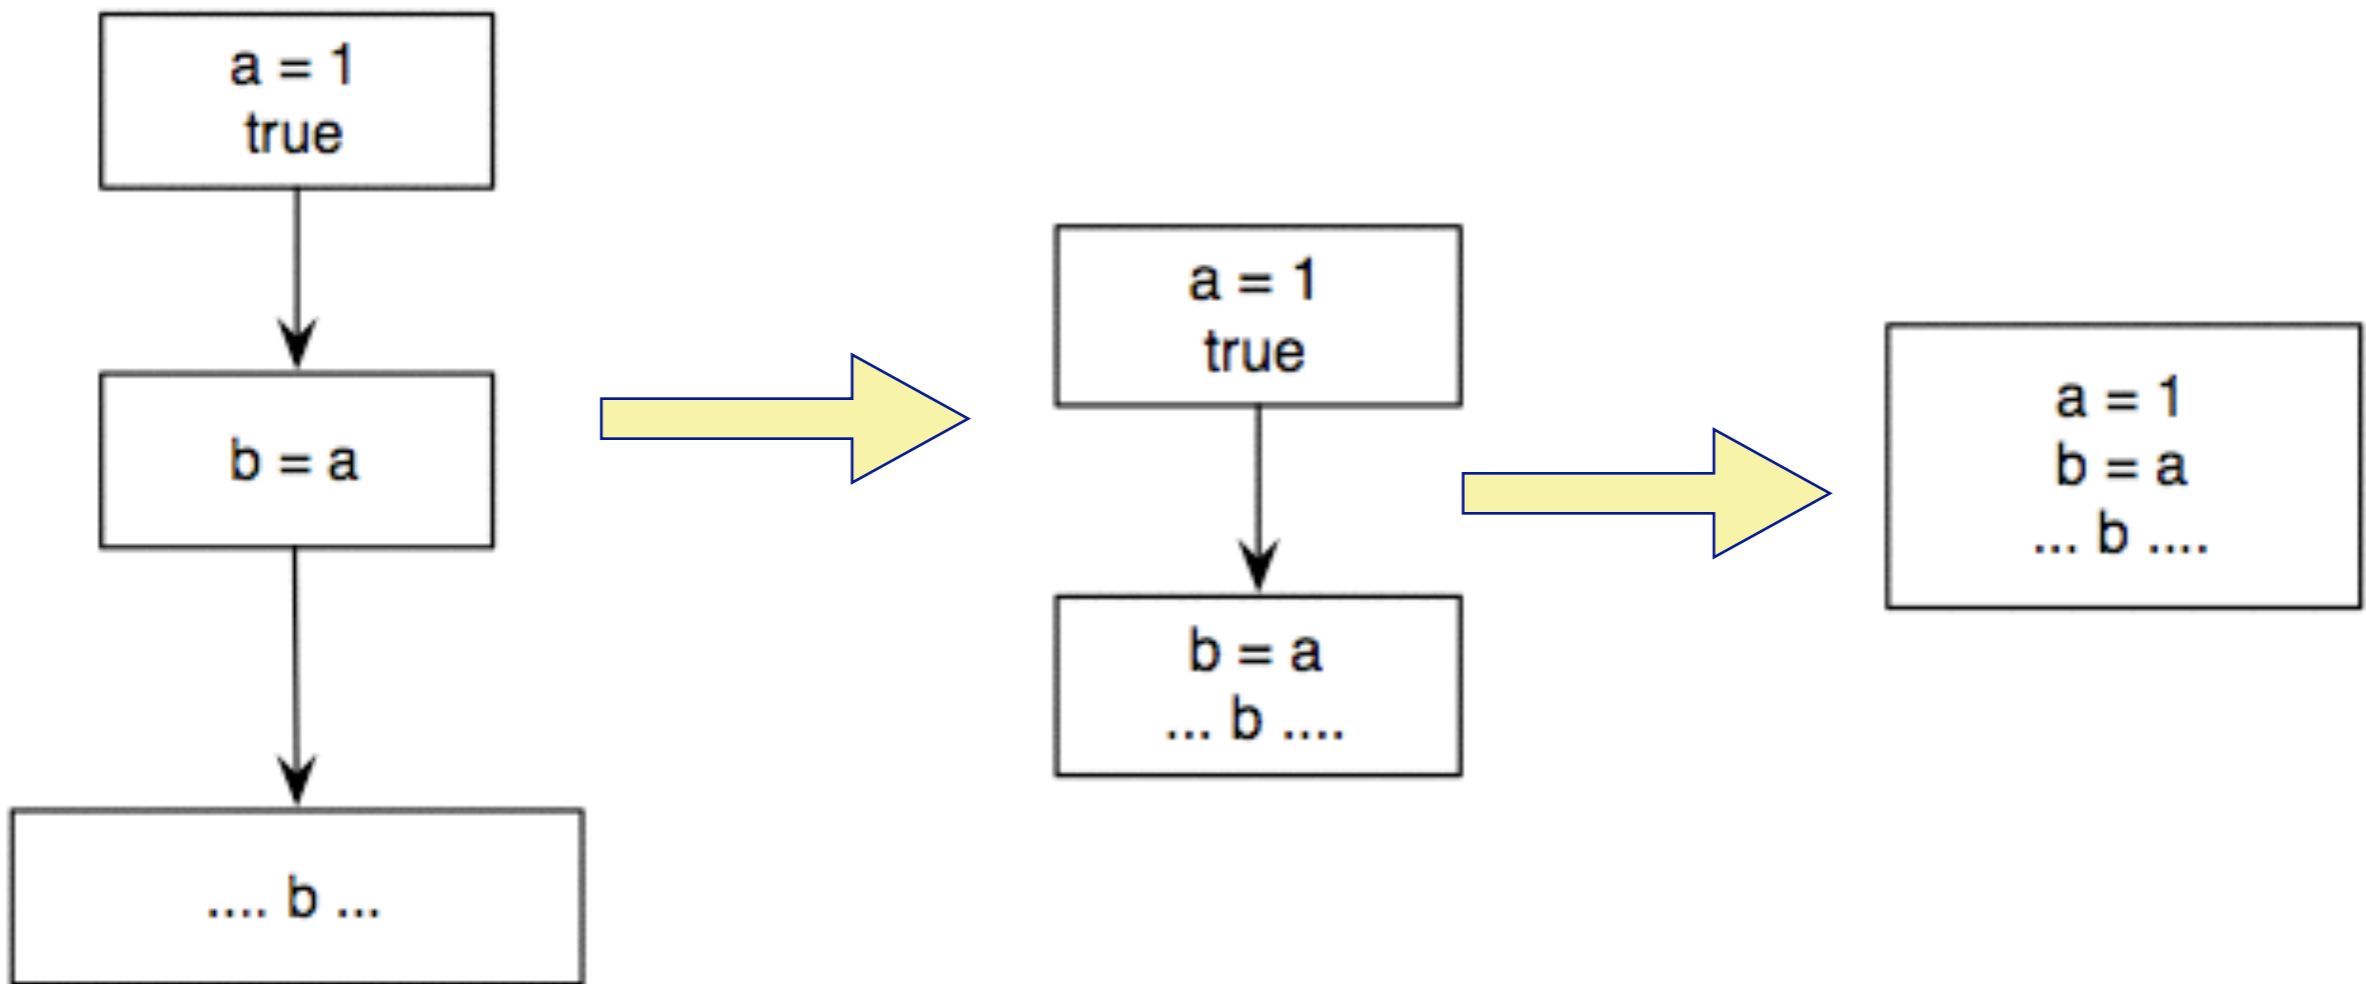 a = 1
true
b = a
.... b ...
a = 1
true
b = a
... b ....
a = 1
b = a
... b ....